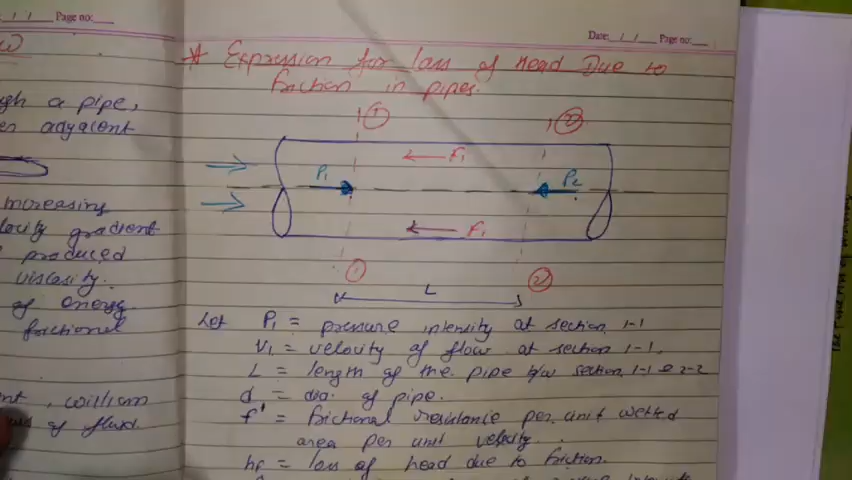 Page no:
Date: / / Page no:
* Expression for loss of Head Due to
friction in pipes.
gh a pipe,
adjacent
1 2
F1
P1 P2
F1
1 2
L
increasing
locity gradient
produced
viscosity.
of energy
frictional
Let P1 = pressure intensity at section 1-1
V1 = velocity of flow at section 1-1.
L = length of the pipe b/w section 1-1 & 2-2
d = dia. of pipe.
f' = frictional resistance per unit wetted
area per unit velocity.
hf = loss of head due to friction.
nt, william
of fluid.